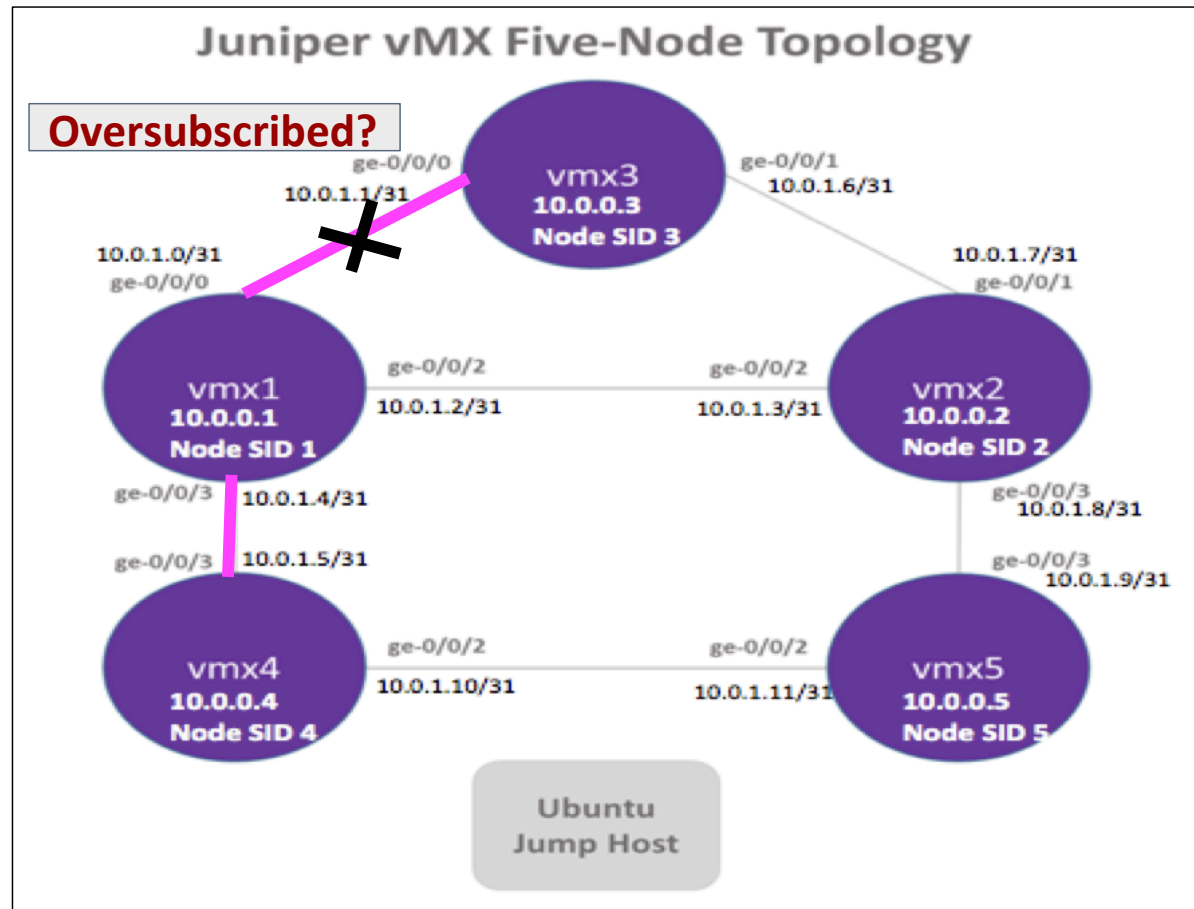 Juniper vMX Five-Node Topology
Oversubscribed?
ge-0/0/0
10.0.1.1/31
vmx3
10.0.0.3
Node SID 3
ge-0/0/1
10.0.1.6/31
10.0.1.0/31
ge-0/0/0
10.0.1.7/31
ge-0/0/1
vmx1
10.0.0.1
Node SID 1
ge-0/0/2
10.0.1.2/31
ge-0/0/2
10.0.1.3/31
vmx2
10.0.0.2
Node SID 2
ge-0/0/3
10.0.1.4/31
ge-0/0/3
10.0.1.8/31
ge-0/0/3
10.0.1.5/31
ge-0/0/3
10.0.1.9/31
vmx4
10.0.0.4
Node SID 4
ge-0/0/2
10.0.1.10/31
ge-0/0/2
10.0.1.11/31
vmx5
10.0.0.5
Node SID 5
Ubuntu
Jump Host